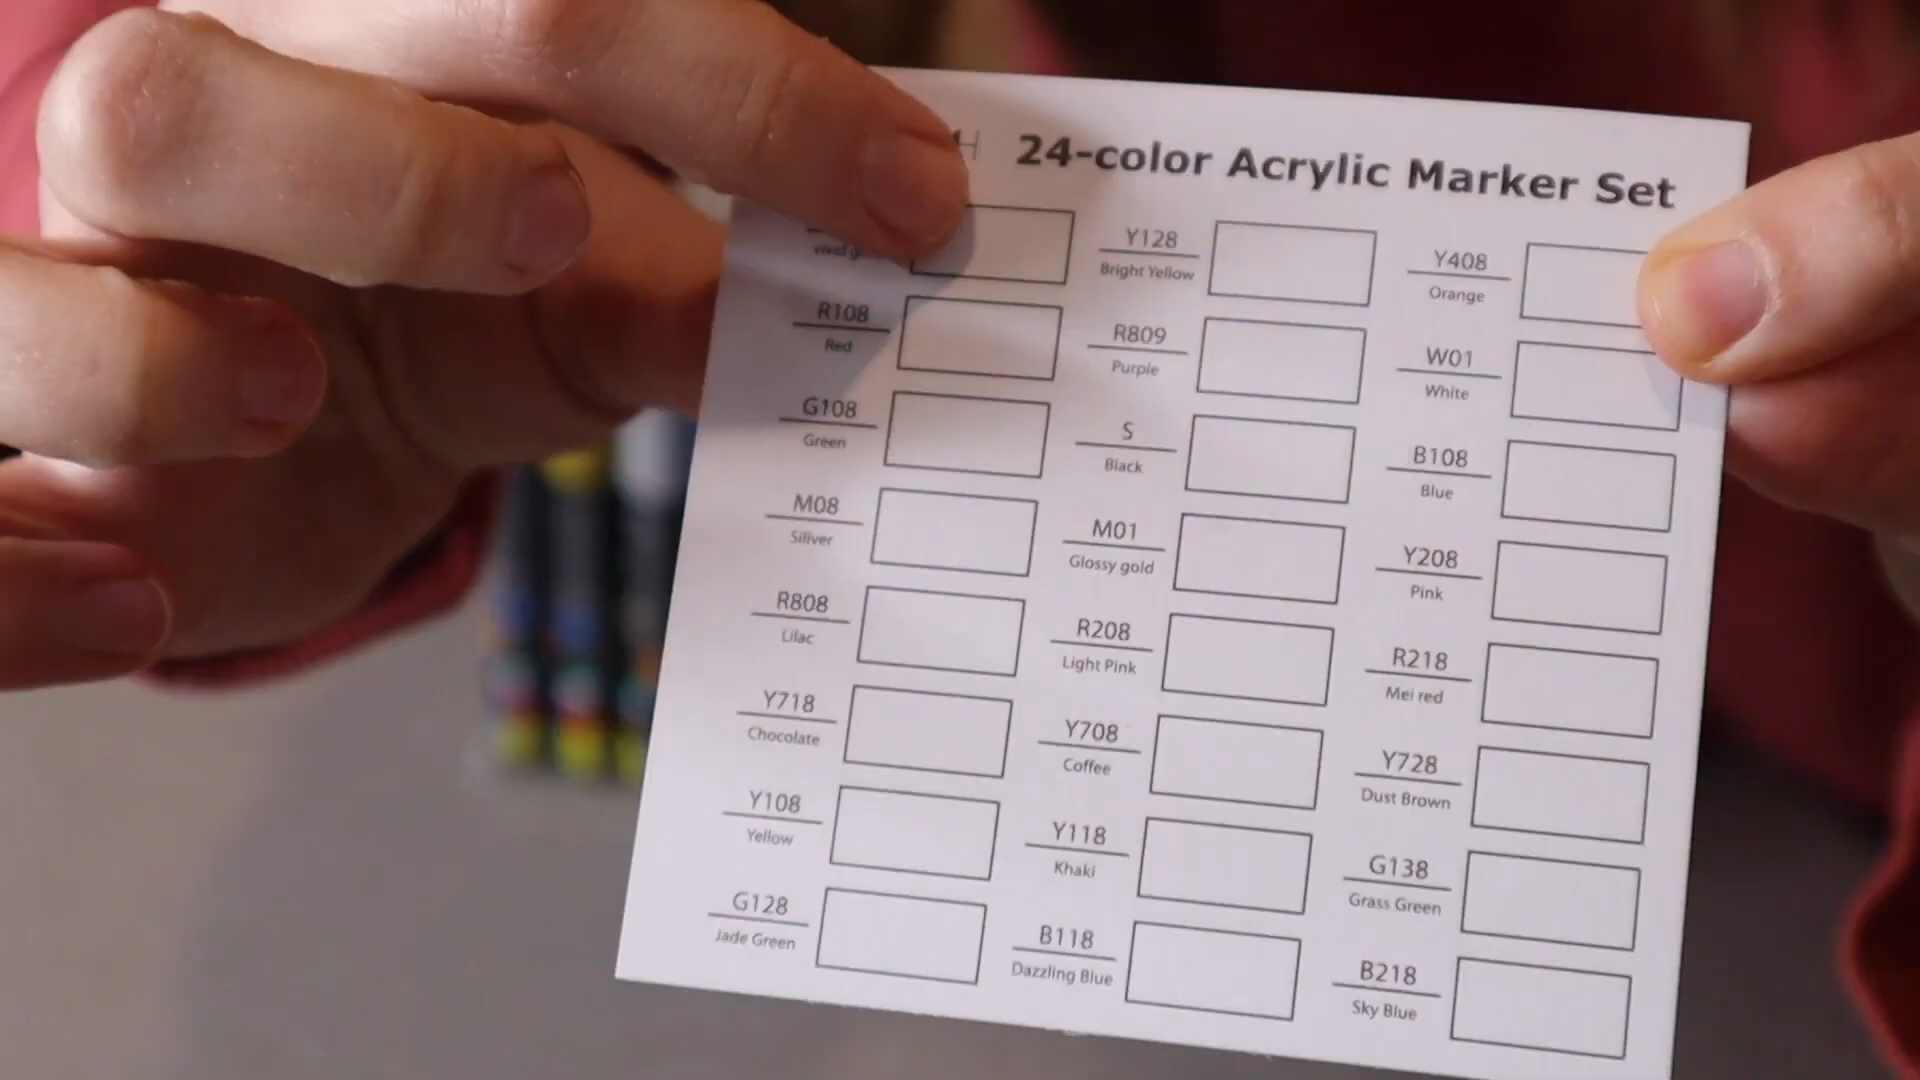 H 24-color Acrylic Marker Set
vivid
Y128
Bright Yellow
Y408
Orange
R108
Red
R809
Purple
W01
White
G108
Green
S
Black
B108
Blue
M08
Siliver
M01
Glossy gold
Y208
Pink
R808
Lilac
R208
Light Pink
R218
Mei red
Y718
Chocolate
Y708
Coffee
Y728
Dust Brown
Y108
Yellow
Y118
Khaki
G138
Grass Green
G128
Jade Green
B118
Dazzling Blue
B218
Sky Blue